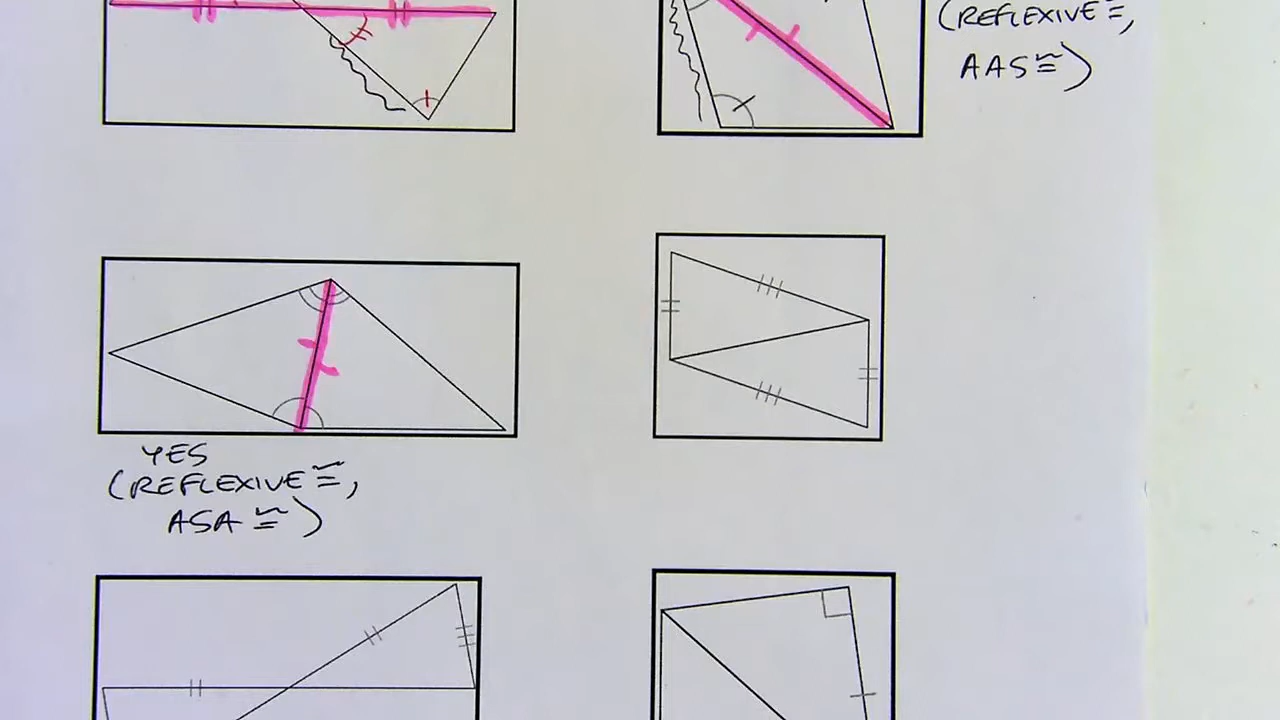 (REFLEXIVE ≅,
AAS ≅)
YES
(REFLEXIVE ≅,
ASA ≅)